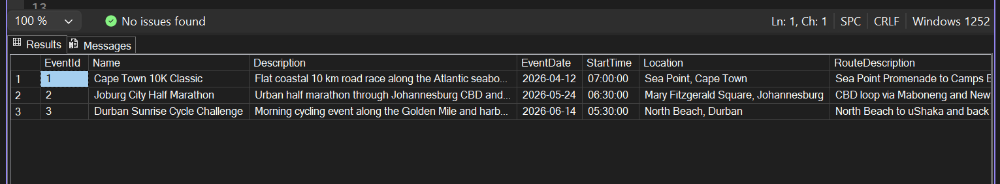 13
100 %
No issues found
Ln: 1, Ch: 1
SPC
CRLF
Windows 1252
Results
Messages
EventId Name Description EventDate StartTime Location RouteDescription
1 1 Cape Town 10K Classic Flat coastal 10 km road race along the Atlantic seabo... 2026-04-12 07:00:00 Sea Point, Cape Town Sea Point Promenade to Camps
2 2 Joburg City Half Marathon Urban half marathon through Johannesburg CBD and... 2026-05-24 06:30:00 Mary Fitzgerald Square, Johannesburg CBD loop via Maboneng and New
3 3 Durban Sunrise Cycle Challenge Morning cycling event along the Golden Mile and harb... 2026-06-14 05:30:00 North Beach, Durban North Beach to uShaka and back